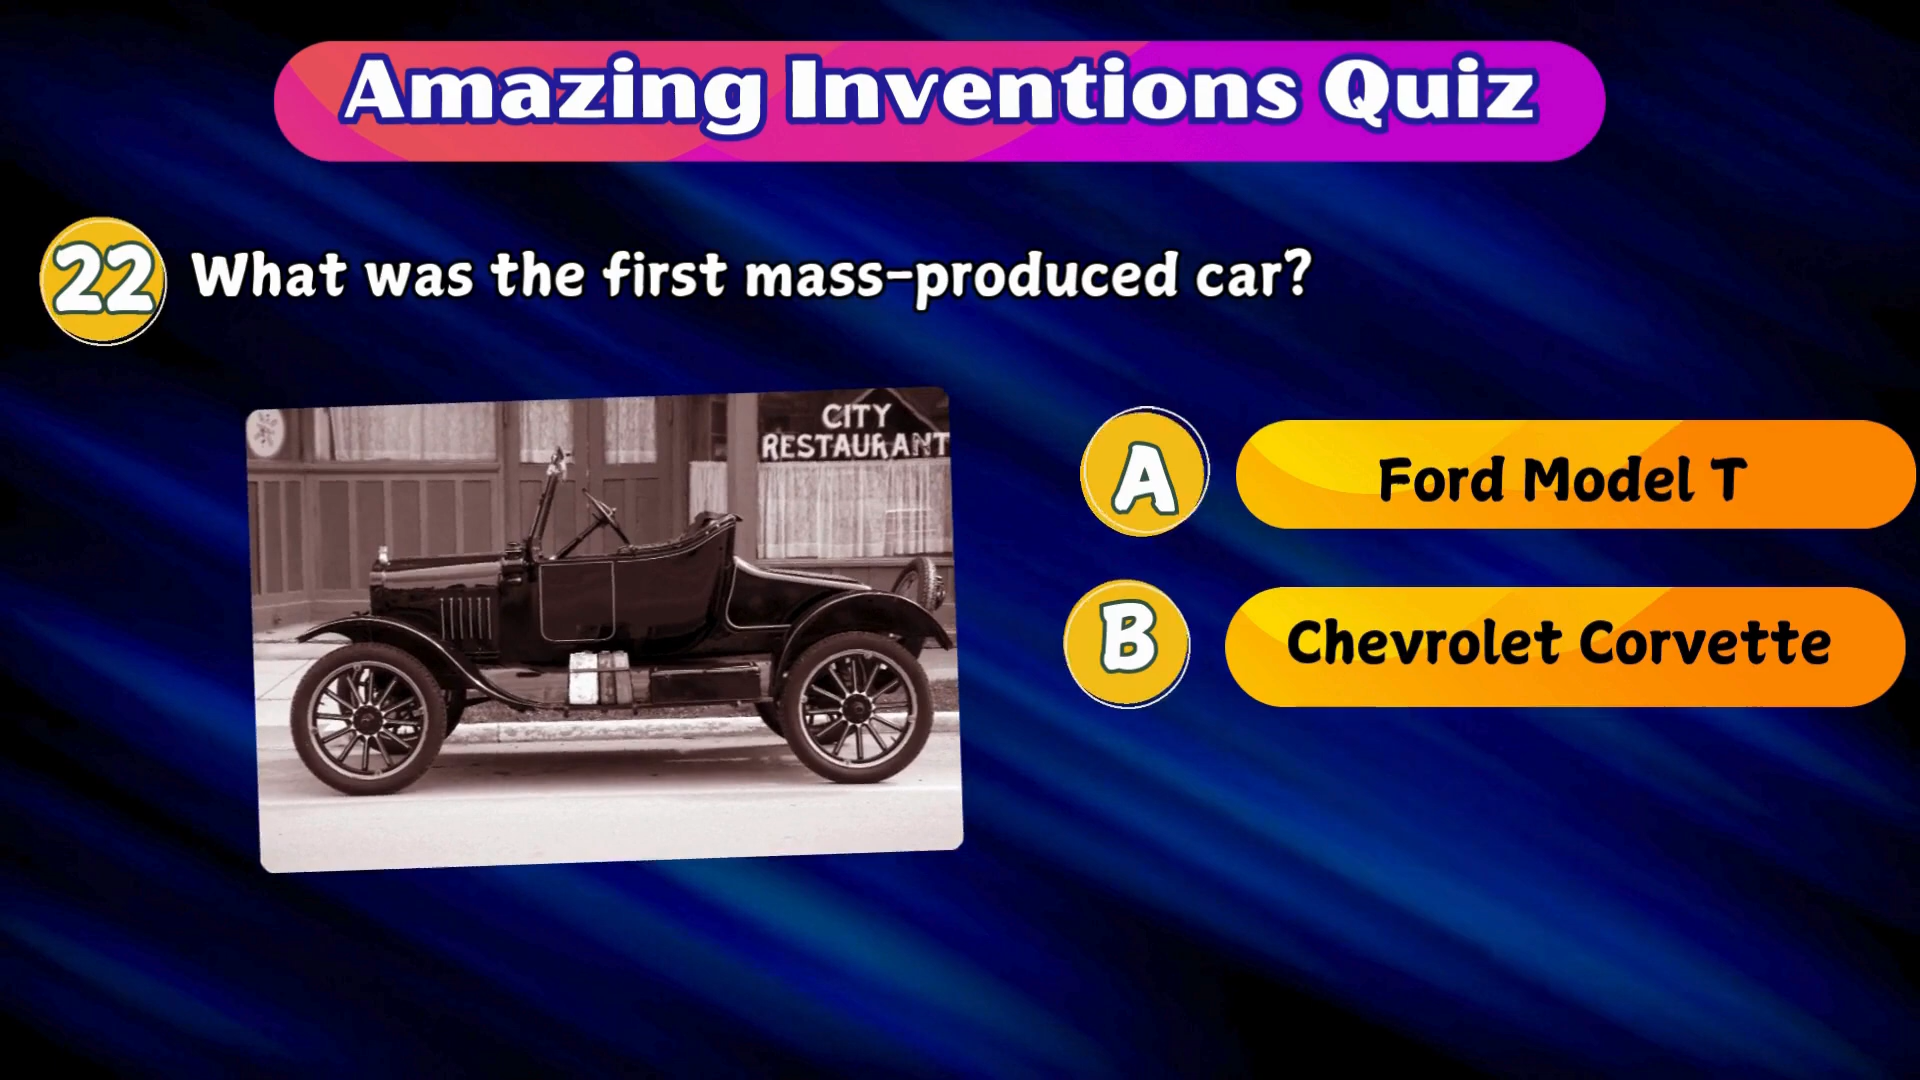 Amazing Inventions Quiz
22 What was the first mass-produced car?
CITY
RESTAURANT
A Ford Model T
B Chevrolet Corvette